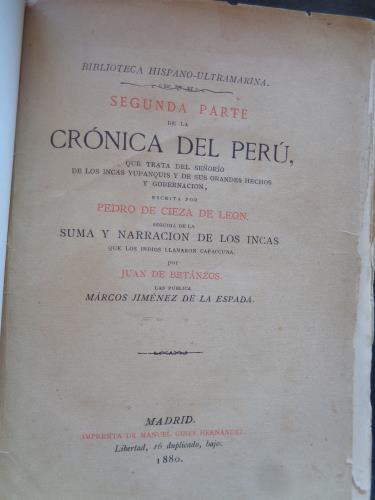 BIBLIOTECA HISPANO-ULTRAMARINA.
SEGUNDA PARTE
DE LA
CRÓNICA DEL PERÚ,
QUE TRATA DEL SEÑORÍO
DE LOS INCAS YUPANQUIS Y DE SUS GRANDES HECHOS
Y GOBERNACION,
ESCRITA POR
PEDRO DE CIEZA DE LEON.
SEGUIDA DE LA
SUMA Y NARRACION DE LOS INCAS
QUE LOS INDIOS LLAMARON CAPACCUNA,
por
JUAN DE BETÁNZOS.
LAS PUBLICA
MÁRCOS JIMÉNEZ DE LA ESPADA.
MADRID.
IMPRENTA DE MANUEL GINÉS HERNANDEZ.
Libertad, 16 duplicado, bajo.
1880.